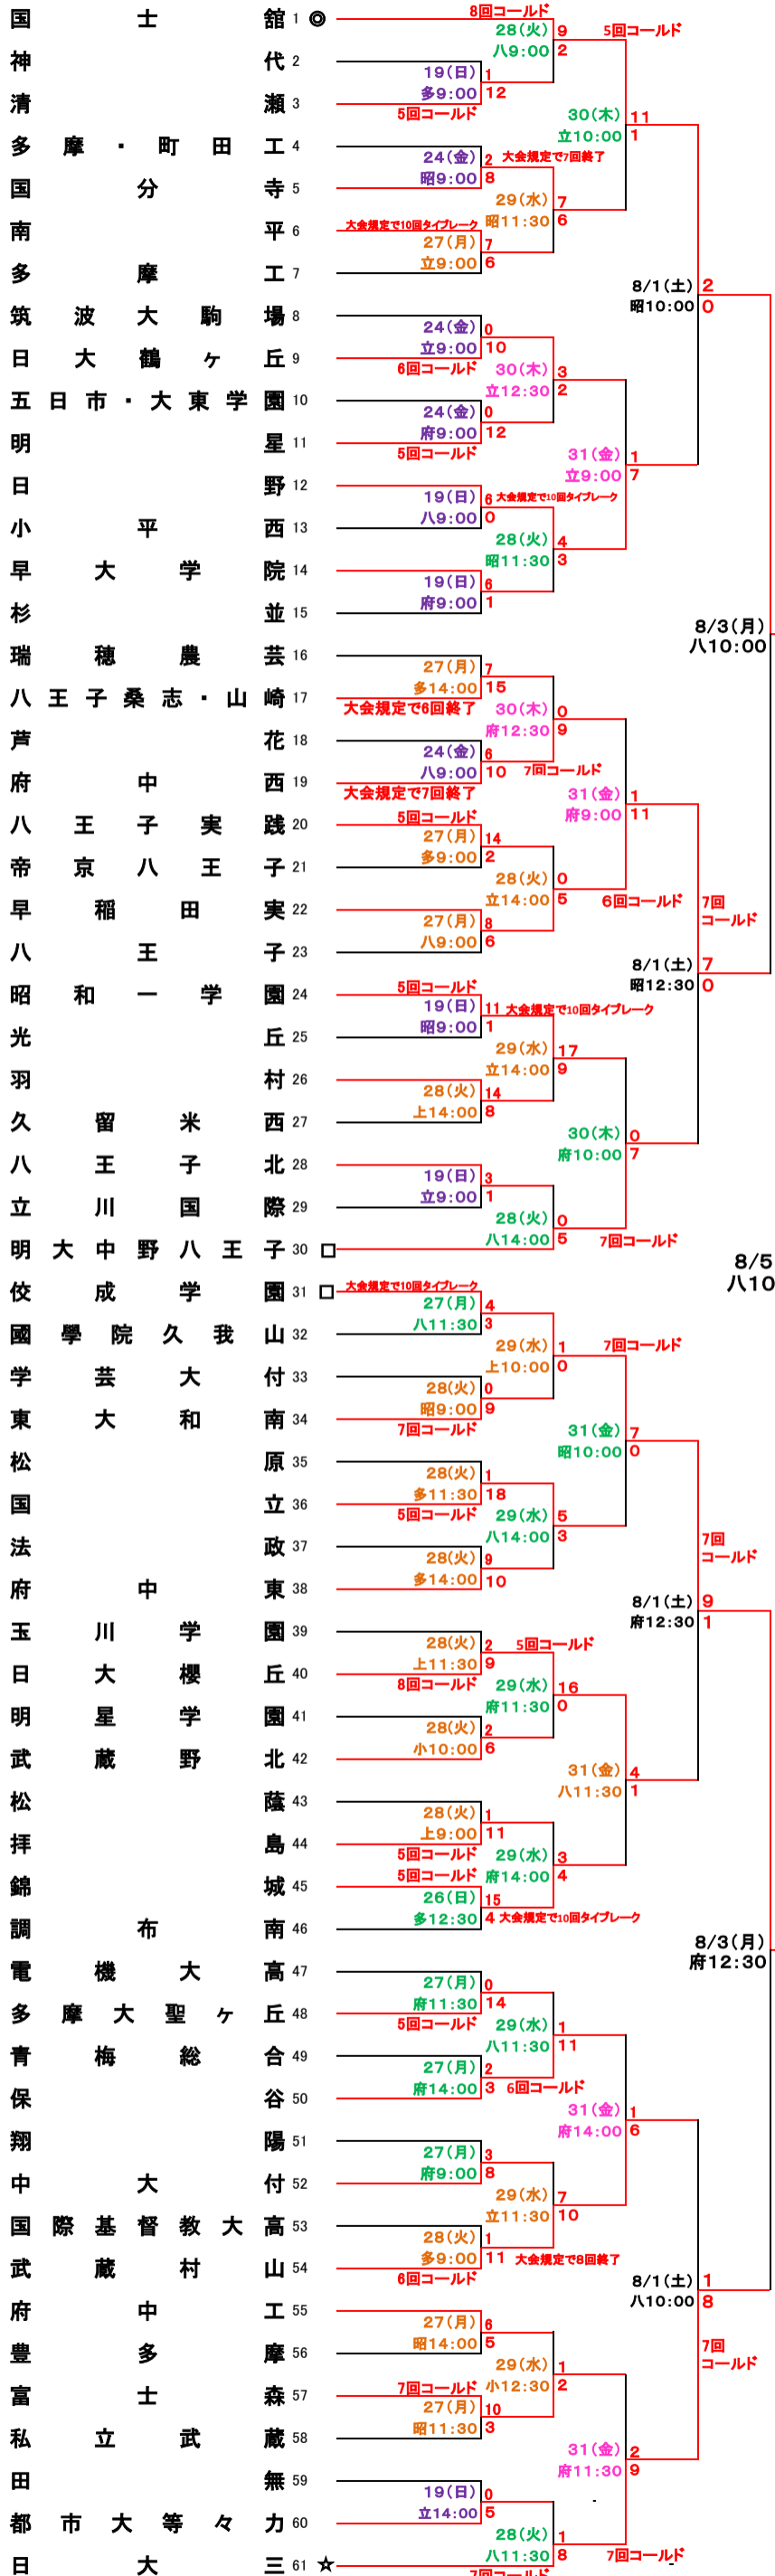 国士舘 1 ◎
8回コールド
28(火) 9 5回コールド
八9:00 2
神代 2
19(日) 1
多9:00 12
清瀬 3
5回コールド
30(木) 11
立10:00 1
多摩・町田工 4
24(金) 2 大会規定で7回終了
昭9:00 8
国分寺 5
29(水) 7
昭11:30 6
南平 6
大会規定で10回タイブレーク
27(月) 7
立9:00 6
多摩工 7
8/1(土) 2
昭10:00 0
筑波大駒場 8
24(金) 0
立9:00 10
日大鶴ヶ丘 9
6回コールド
30(木) 3
立12:30 2
五日市・大東学園 10
24(金) 0
府9:00 12
明星 11
5回コールド
31(金) 1
立9:00 7
日野 12
19(日) 6 大会規定で10回タイブレーク
八9:00 0
小平西 13
28(火) 4
昭11:30 3
早大学院 14
19(日) 6
府9:00 1
杉並 15
8/3(月)
八10:00
瑞穂農芸 16
27(月) 7
多14:00 15
八王子桑志・山崎 17
大会規定で6回終了
30(木) 0
府12:30 9
芦花 18
24(金) 6
八9:00 10 7回コールド
府中西 19
大会規定で7回終了
31(金) 1
府9:00 11
八王子実践 20
5回コールド
27(月) 14
多9:00 2
帝京八王子 21
28(火) 0
立14:00 5 6回コールド
早稲田実 22
27(月) 8
八9:00 6
八王子 23
7回
コールド
8/1(土) 7
昭12:30 0
昭和一学園 24
5回コールド
19(日) 11 大会規定で10回タイブレーク
昭9:00 1
光丘 25
29(水) 17
立14:00 9
羽村 26
28(火) 14
上14:00 8
久留米西 27
30(木) 0
府10:00 7
八王子北 28
19(日) 3
立9:00 1
立川国際 29
28(火) 0
八14:00 5 7回コールド
明大中野八王子 30 □
8/5
八10
佼成学園 31 □
大会規定で10回タイブレーク
27(月) 4
八11:30 3
國學院久我山 32
29(水) 1 7回コールド
上10:00 0
学芸大付 33
28(火) 0
昭9:00 9
東大和南 34
7回コールド
31(金) 7
昭10:00 0
松原 35
28(火) 1
多11:30 18
国立 36
5回コールド
29(水) 5
八14:00 3
法政 37
28(火) 9
多14:00 10
府中東 38
7回
コールド
8/1(土) 9
府12:30 1
玉川学園 39
28(火) 2 5回コールド
上11:30 9
日大櫻丘 40
8回コールド
29(水) 16
府11:30 0
明星学園 41
28(火) 2
小10:00 6
武蔵野北 42
31(金) 4
八11:30 1
松蔭 43
28(火) 1
上9:00 11
拝島 44
5回コールド
29(水) 3
府14:00 4
5回コールド
錦城 45
26(日) 15
多12:30 4 大会規定で10回タイブレーク
調布南 46
8/3(月)
府12:30
電機大高 47
27(月) 0
府11:30 14
多摩大聖ヶ丘 48
5回コールド
29(水) 1
八11:30 11
青梅総合 49
27(月) 2
府14:00 3 6回コールド
保谷 50
31(金) 1
府14:00 6
翔陽 51
27(月) 3
府9:00 8
中大付 52
29(水) 7
立11:30 10
国際基督教大高 53
28(火) 1
多9:00 11 大会規定で8回終了
武蔵村山 54
6回コールド
8/1(土) 1
八10:00 8
7回
コールド
府中工 55
27(月) 6
昭14:00 5
豊多摩 56
29(水) 1
小12:30 2
富士森 57
7回コールド
27(月) 10
昭11:30 3
私立武蔵 58
31(金) 2
府11:30 9
田無 59
19(日) 0
立14:00 5
都市大等々力 60
28(火) 1
八11:30 8 7回コールド
日大三 61 ☆
7回コールド